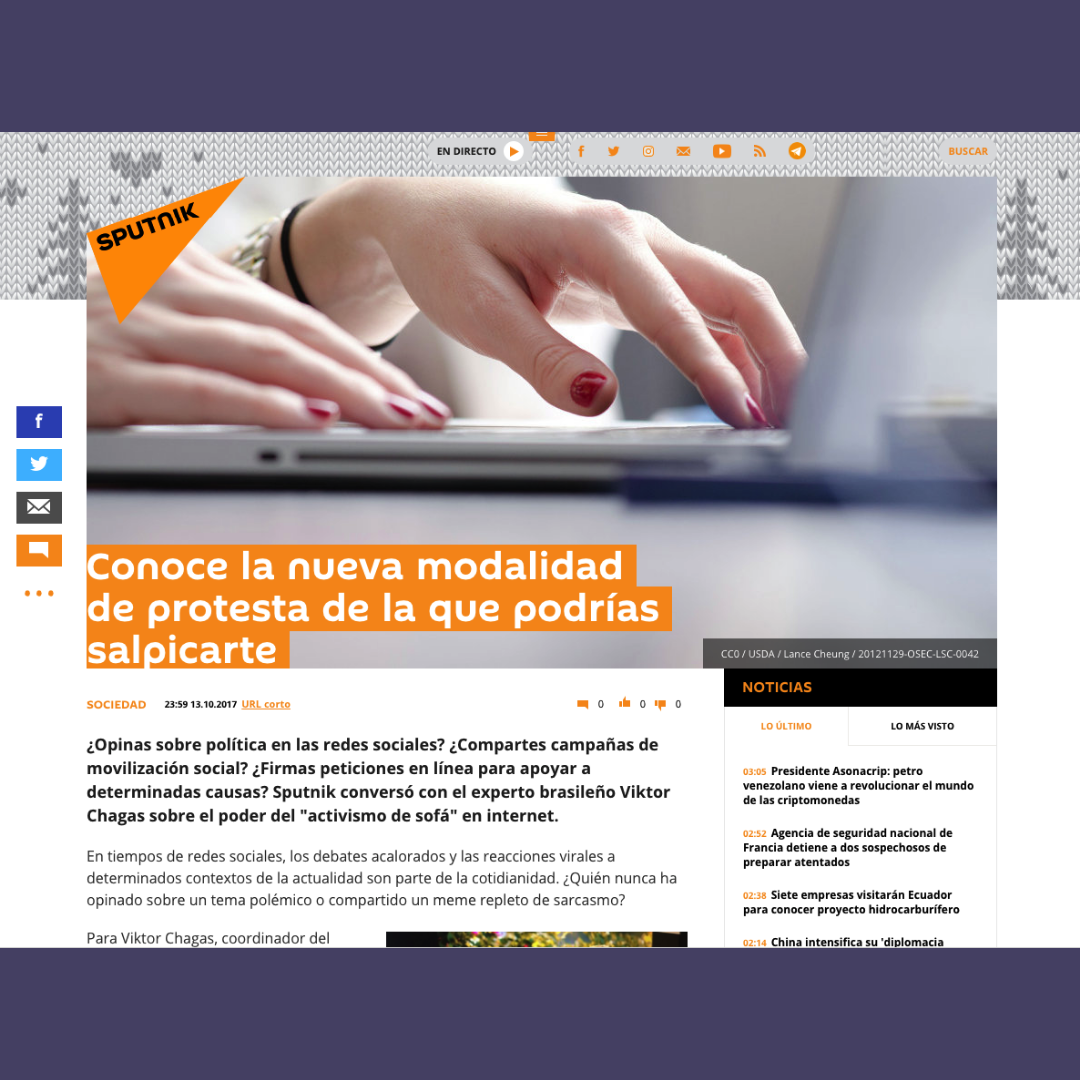 EN DIRECTO
BUSCAR
SPUTNIK
f
Conoce la nueva modalidad
de protesta de la que podrías
salpicarte
CC0 / USDA / Lance Cheung / 20121129-OSEC-LSC-0042
SOCIEDAD 23:59 13.10.2017 URL corto
0 0 0
¿Opinas sobre política en las redes sociales? ¿Compartes campañas de
movilización social? ¿Firmas peticiones en línea para apoyar a
determinadas causas? Sputnik conversó con el experto brasileño Viktor
Chagas sobre el poder del "activismo de sofá" en internet.
En tiempos de redes sociales, los debates acalorados y las reacciones virales a
determinados contextos de la actualidad son parte de la cotidianidad. ¿Quién nunca ha
opinado sobre un tema polémico o compartido un meme repleto de sarcasmo?
Para Viktor Chagas, coordinador del
NOTICIAS
LO ÚLTIMO LO MÁS VISTO
03:05 Presidente Asonacrip: petro
venezolano viene a revolucionar el mundo
de las criptomonedas
02:52 Agencia de seguridad nacional de
Francia detiene a dos sospechosos de
preparar atentados
02:38 Siete empresas visitarán Ecuador
para conocer proyecto hidrocarburífero
02:14 China intensifica su 'diplomacia